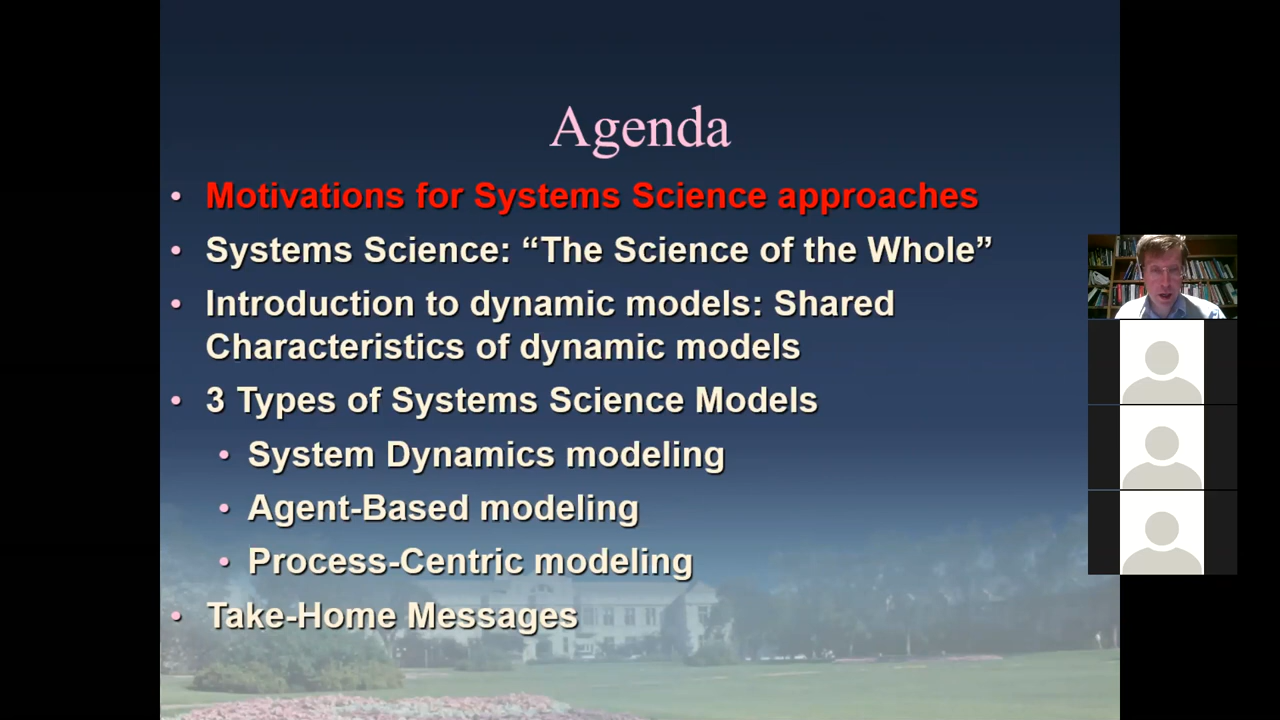 Agenda
• Motivations for Systems Science approaches
• Systems Science: “The Science of the Whole”
• Introduction to dynamic models: Shared
Characteristics of dynamic models
• 3 Types of Systems Science Models
• System Dynamics modeling
• Agent-Based modeling
• Process-Centric modeling
• Take-Home Messages